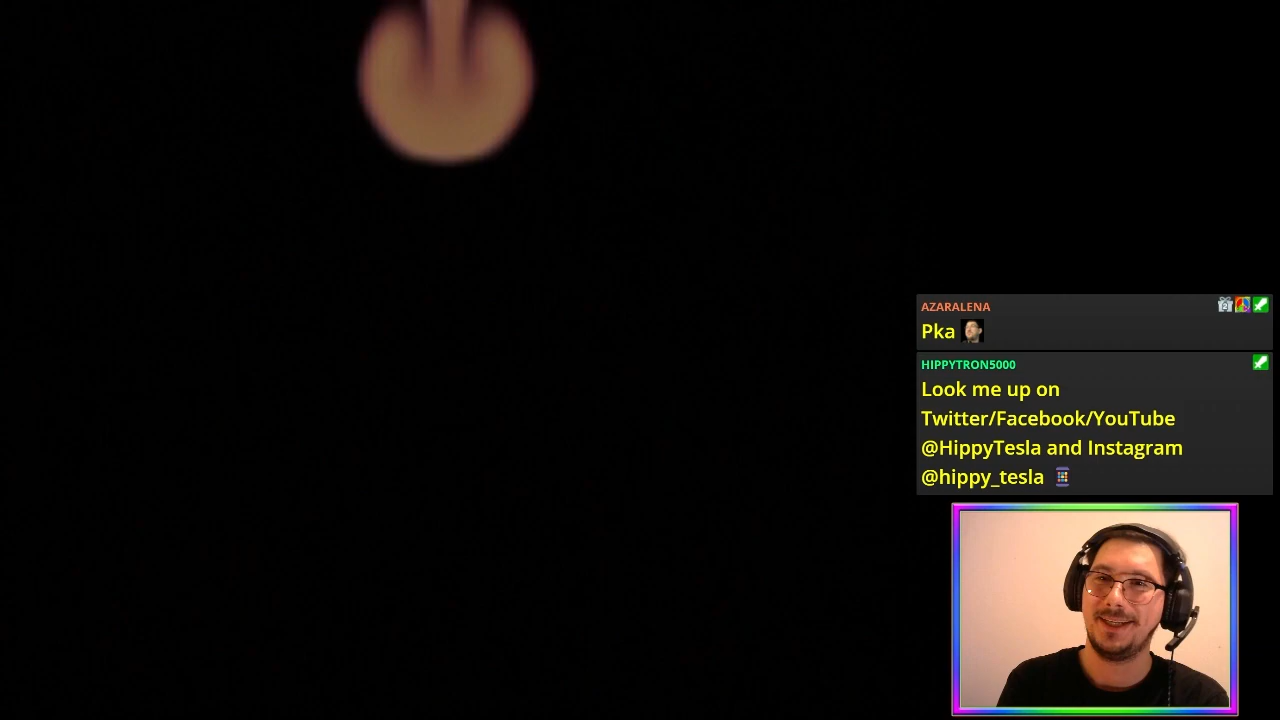 AZARALENA
Pka
HIPPYTRON5000
Look me up on
Twitter/Facebook/YouTube
@HippyTesla and Instagram
@hippy_tesla